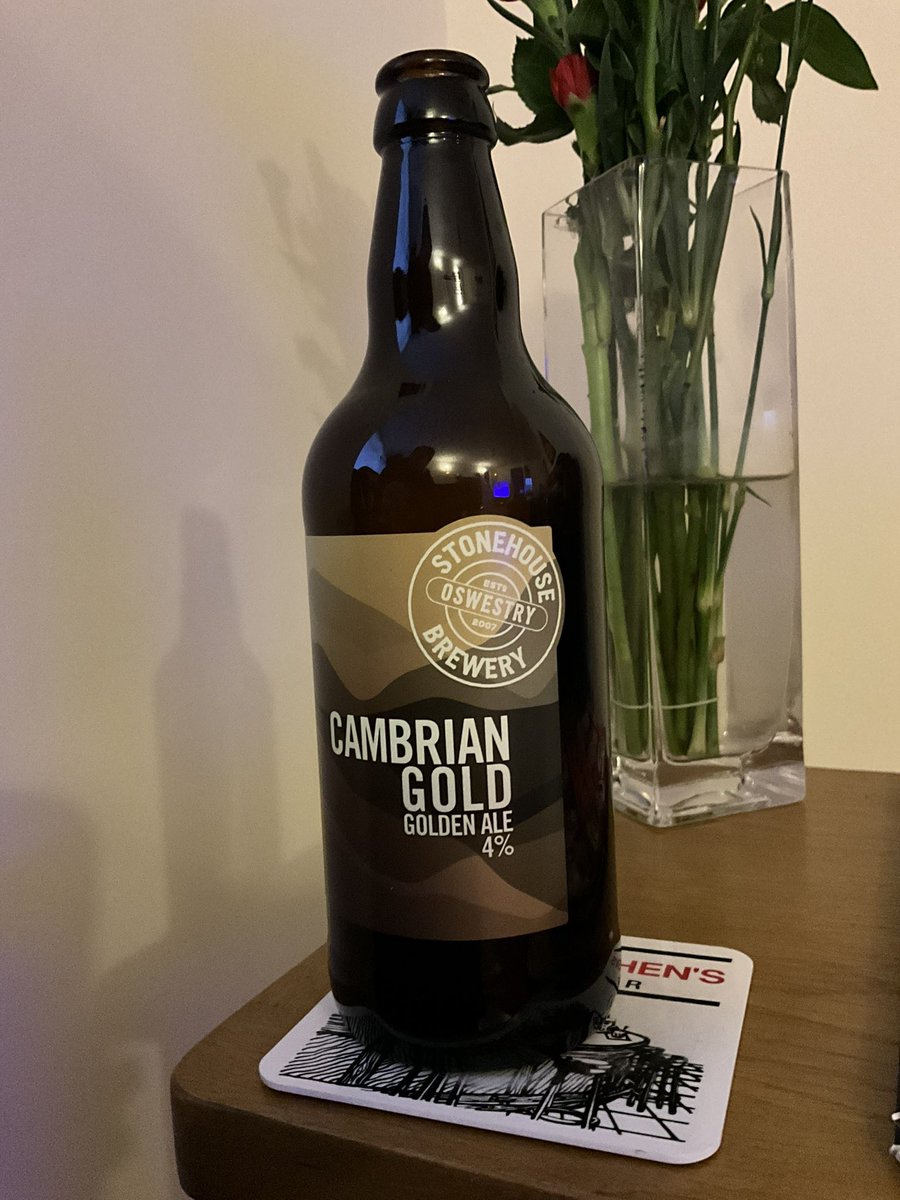 STONEHOUSE
ESTD
OSWESTRY
2007
BREWERY
CAMBRIAN
GOLD
GOLDEN ALE
4%
HEN'S
R